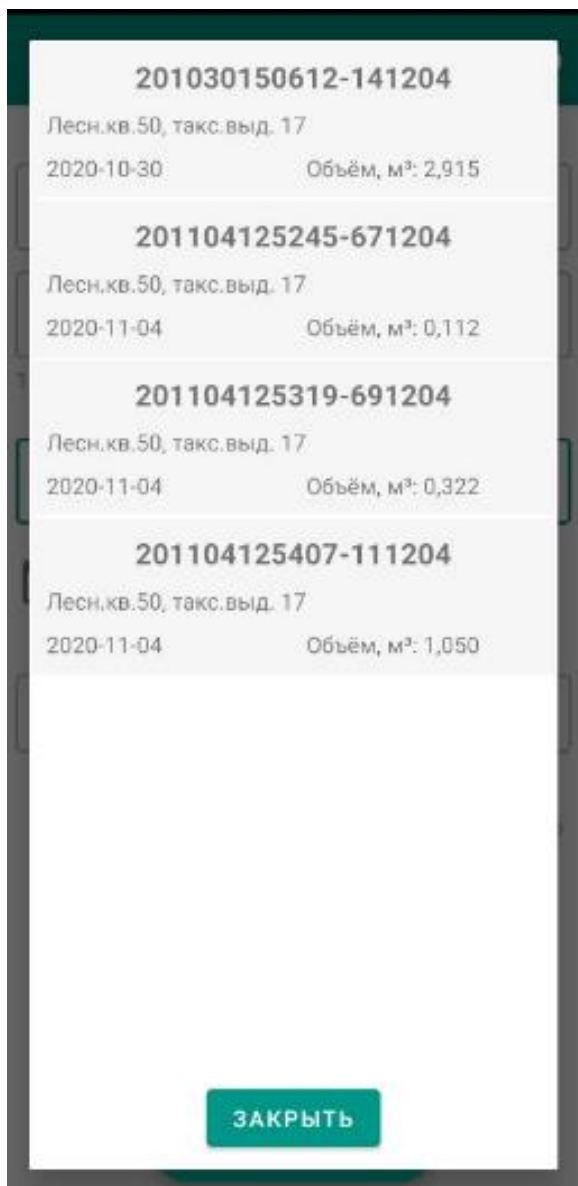 201030150612-141204
Лесн.кв.50, такс.выд. 17
2020-10-30 Объём, м³: 2,915
201104125245-671204
Лесн.кв.50, такс.выд. 17
2020-11-04 Объём, м³: 0,112
201104125319-691204
Лесн.кв.50, такс.выд. 17
2020-11-04 Объём, м³: 0,322
201104125407-111204
Лесн.кв.50, такс.выд. 17
2020-11-04 Объём, м³: 1,050
ЗАКРЫТЬ